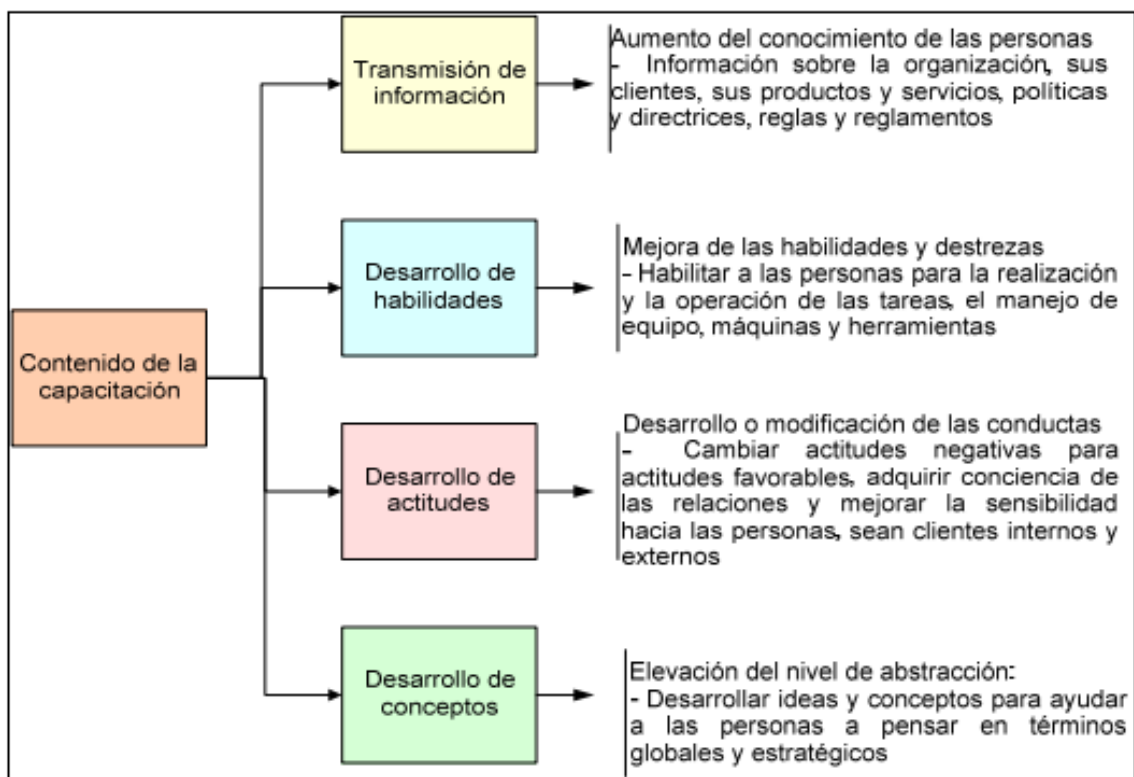 Transmisión de
información
Aumento del conocimiento de las personas
- Información sobre la organización, sus
clientes, sus productos y servicios, políticas
y directrices, reglas y reglamentos
Desarrollo de
habilidades
Mejora de las habilidades y destrezas
- Habilitar a las personas para la realización
y la operación de las tareas, el manejo de
equipo, máquinas y herramientas
Contenido de la
capacitación
Desarrollo de
actitudes
Desarrollo o modificación de las conductas
- Cambiar actitudes negativas para
actitudes favorables, adquirir conciencia de
las relaciones y mejorar la sensibilidad
hacia las personas, sean clientes internos y
externos
Desarrollo de
conceptos
Elevación del nivel de abstracción:
- Desarrollar ideas y conceptos para ayudar
a las personas a pensar en términos
globales y estratégicos